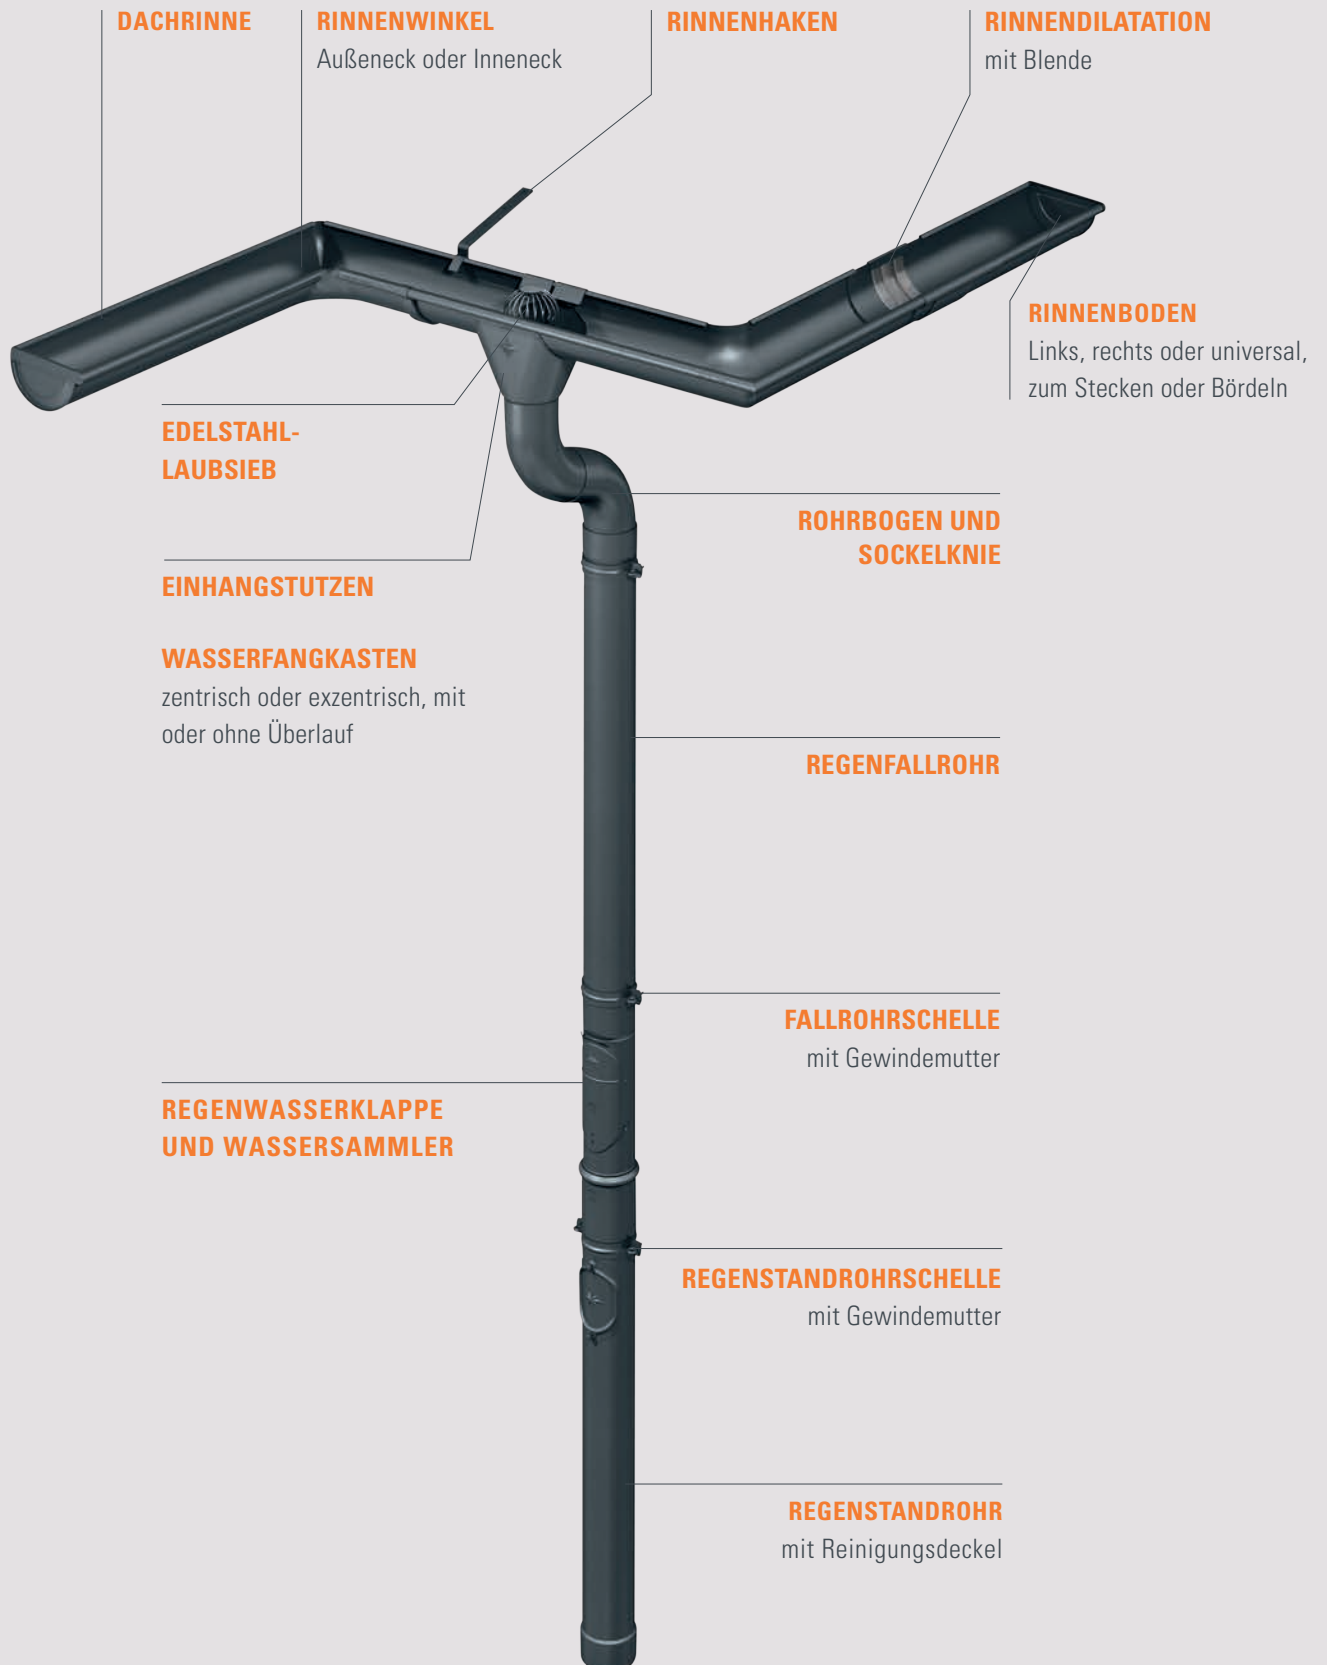 DACHRINNE
RINNENWINKEL
Außeneck oder Inneneck
RINNENHAKEN
RINNENDILATATION
mit Blende
RINNENBODEN
Links, rechts oder universal,
zum Stecken oder Bördeln
EDELSTAHL-
LAUBSIEB
ROHRBOGEN UND
SOCKELKNIE
EINHANGSTUTZEN
WASSERFANGKASTEN
zentrisch oder exzentrisch, mit
oder ohne Überlauf
REGENFALLROHR
FALLROHRSCHELLE
mit Gewindemutter
REGENWASSERKLAPPE
UND WASSERSAMMLER
REGENSTANDROHRSCHELLE
mit Gewindemutter
REGENSTANDROHR
mit Reinigungsdeckel